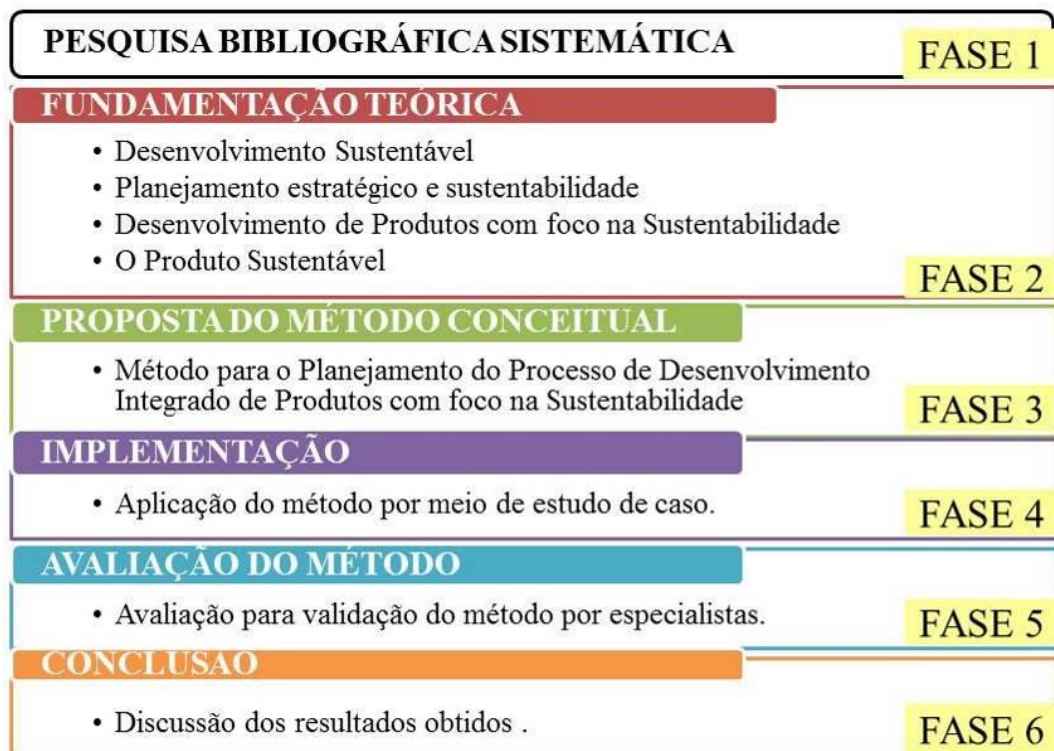 PESQUISA BIBLIOGRÁFICA SISTEMÁTICA
FASE 1
FUNDAMENTAÇÃO TEÓRICA
• Desenvolvimento Sustentável
• Planejamento estratégico e sustentabilidade
• Desenvolvimento de Produtos com foco na Sustentabilidade
• O Produto Sustentável
FASE 2
PROPOSTA DO MÉTODO CONCEITUAL
• Método para o Planejamento do Processo de Desenvolvimento
Integrado de Produtos com foco na Sustentabilidade
FASE 3
IMPLEMENTAÇÃO
• Aplicação do método por meio de estudo de caso.
FASE 4
AVALIAÇÃO DO MÉTODO
• Avaliação para validação do método por especialistas.
FASE 5
CONCLUSAO
• Discussão dos resultados obtidos .
FASE 6